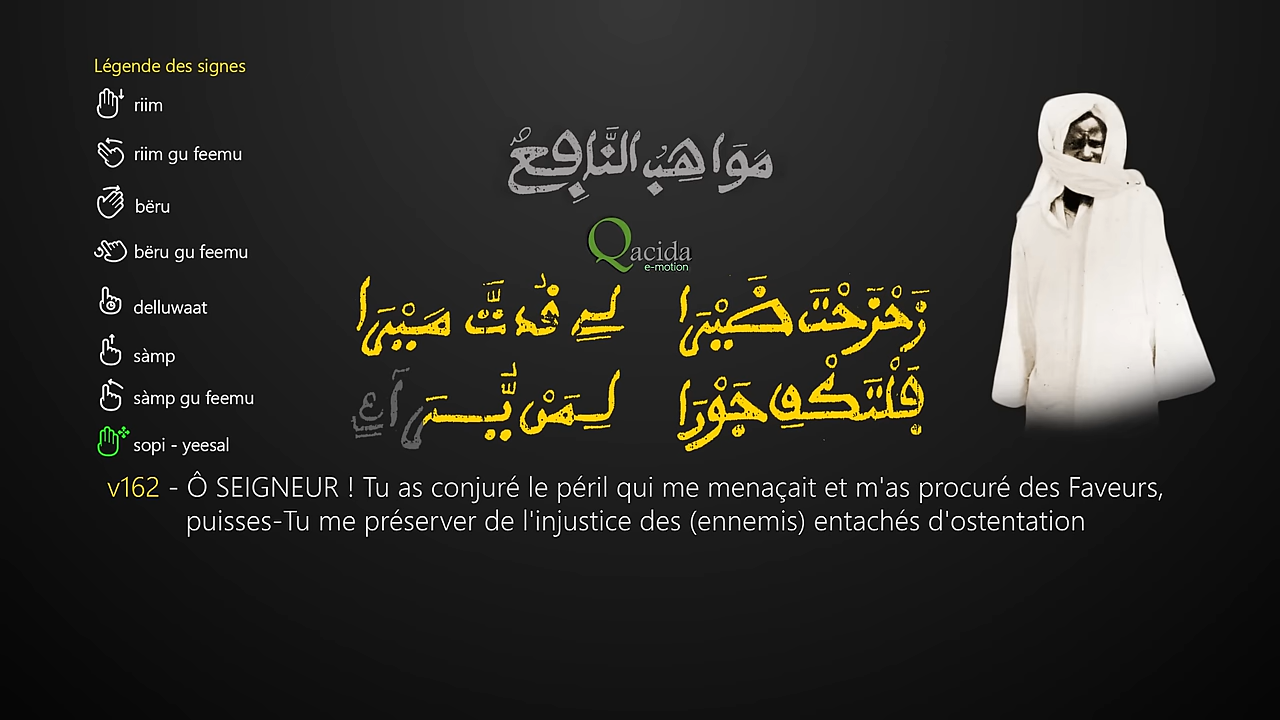 Légende des signes
riim
riim gu feemu
bëru
bëru gu feemu
delluwaat
sàmp
sàmp gu feemu
sopi - yeesal
مَوَاهِبُ النَّافِعُ
Qacida
e-motion
زَحْزَحْتَ ضَيْرَا لِے قُدتَّ مَيْرَا
فَلْتَكْفِ جَوْرَا لِمَنْ يُّرَآءِے
v162 - Ô SEIGNEUR ! Tu as conjuré le péril qui me menaçait et m'as procuré des Faveurs,
puisses-Tu me préserver de l'injustice des (ennemis) entachés d'ostentation